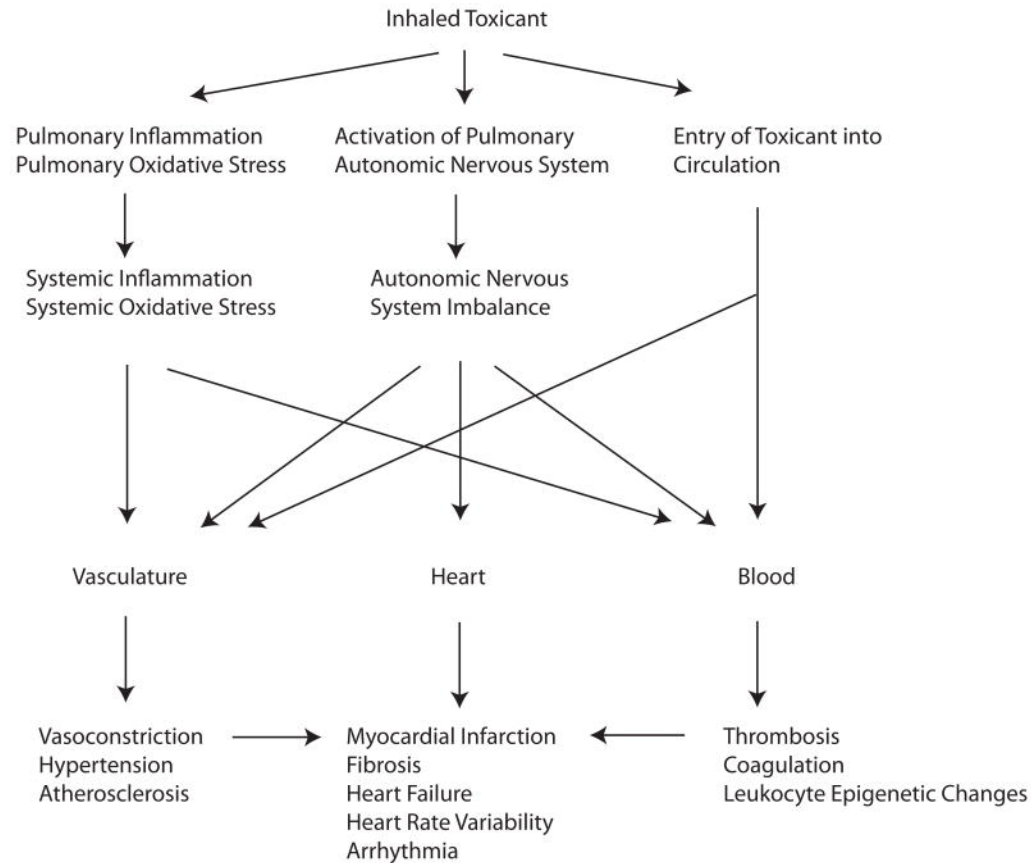 Inhaled Toxicant
Pulmonary Inflammation
Pulmonary Oxidative Stress
Activation of Pulmonary
Autonomic Nervous System
Entry of Toxicant into
Circulation
Systemic Inflammation
Systemic Oxidative Stress
Autonomic Nervous
System Imbalance
Vasculature
Heart
Blood
Vasoconstriction
Hypertension
Atherosclerosis
Myocardial Infarction
Fibrosis
Heart Failure
Heart Rate Variability
Arrhythmia
Thrombosis
Coagulation
Leukocyte Epigenetic Changes